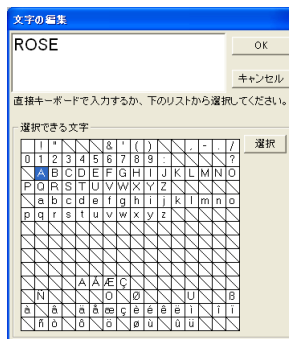 文字の編集
ROSE
OK
キャンセル
直接キーボードで入力するか、下のリストから選択してください。
選択できる文字
選択
! " & ' ( ) , - . /
0 1 2 3 4 5 6 7 8 9 : ?
A B C D E F G H I J K L M N O
P Q R S T U V W X Y Z
a b c d e f g h i j k l m n o
p q r s t u v w x y z
Ä Å Æ Ç
Ñ Ö Ø Ü ß
à â ä å æ ç è é ê ë ì î ï
ñ ò ô ö ø ù û ü